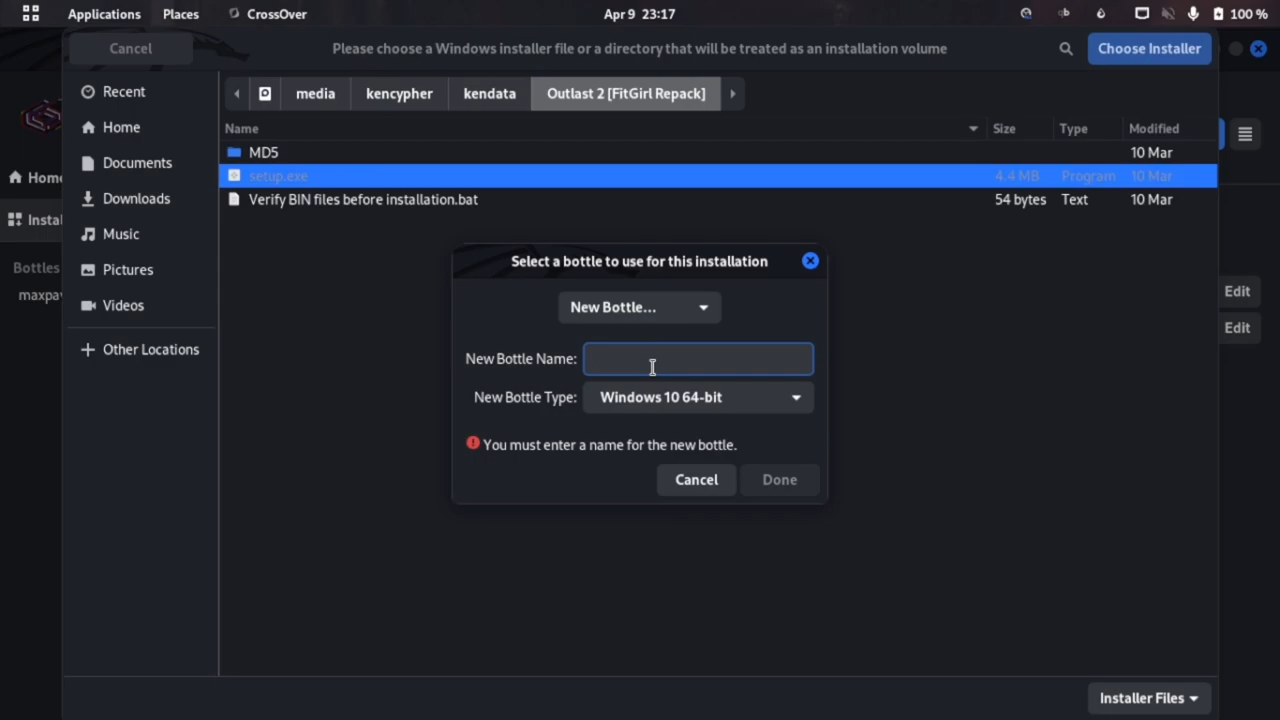 Applications Places CrossOver Apr 9 23:17 100 %
Cancel Please choose a Windows installer file or a directory that will be treated as an installation volume Choose Installer
Recent
Home
Documents
Downloads
Music
Pictures
Videos
Other Locations
media kencypher kendata Outlast 2 [FitGirl Repack]
Name Size Type Modified
MD5 10 Mar
setup.exe 4.4 MB Program 10 Mar
Verify BIN files before installation.bat 54 bytes Text 10 Mar
Hom
Instal
Bottles
maxpa
Edit
Edit
Select a bottle to use for this installation
New Bottle...
New Bottle Name:
New Bottle Type: Windows 10 64-bit
You must enter a name for the new bottle.
Cancel Done
Installer Files